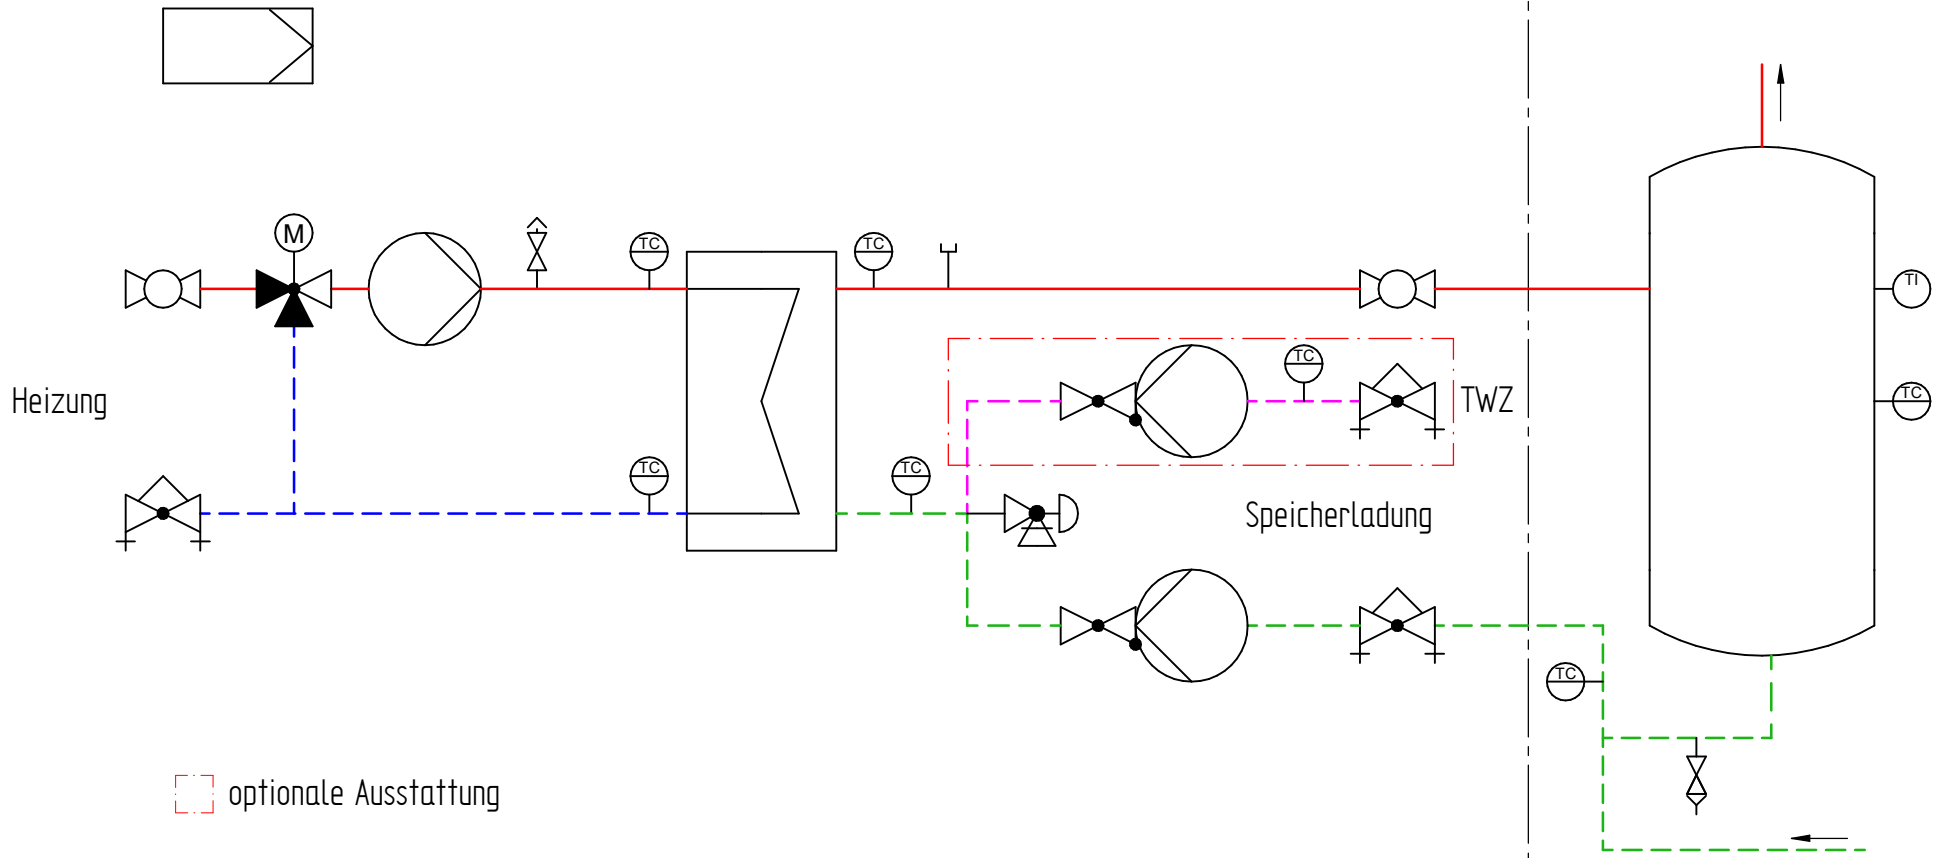 M
TC
TC
TI
Heizung
TC
TWZ
TC
TC
TC
Speicherladung
TC
optionale Ausstattung